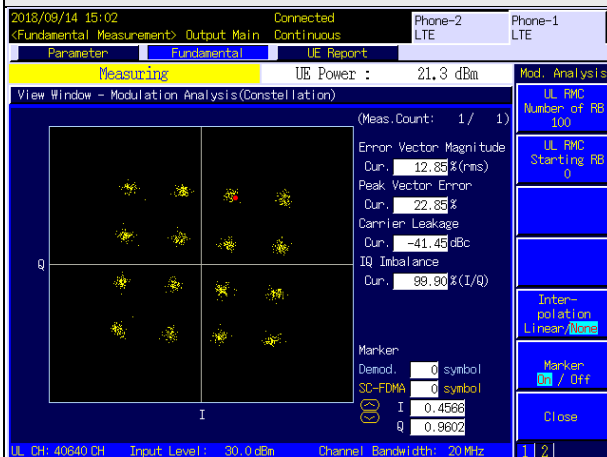 2018/09/14 15:02 Connected Phone-2 Phone-1
<Fundamental Measurement> Output Main Continuous LTE LTE
Parameter Fundamental UE Report
Measuring UE Power : 21.3 dBm Mod. Analysis
View Window - Modulation Analysis(Constellation)
UL RMC
Number of RB
100
(Meas.Count: 1/ 1)
Error Vector Magnitude
Cur. 12.85 %(rms)
Peak Vector Error
Cur. 22.85 %
Carrier Leakage
Cur. -41.45 dBc
IQ Imbalance
Cur. 99.90 %(I/Q)
UL RMC
Starting RB
0
Q
I
Inter-
polation
Linear/None
Marker
Demod. 0 symbol
SC-FDMA 0 symbol
I 0.4566
Q 0.9602
Marker
On / Off
Close
UL CH: 40640 CH Input Level: 30.0 dBm Channel Bandwidth: 20 MHz 1 2